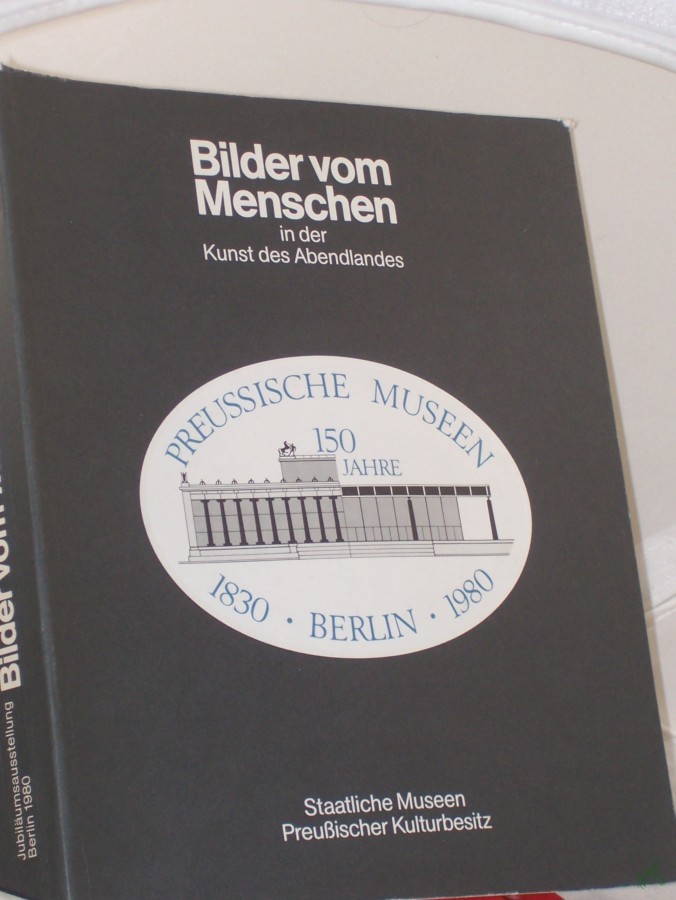 Bilder vom
Menschen
in der
Kunst des Abendlandes
PREUSSISCHE MUSEEN
150
JAHRE
1830 · BERLIN · 1980
Staatliche Museen
Preußischer Kulturbesitz
Bilder vom
Jubiläumsausstellung
Berlin 1980